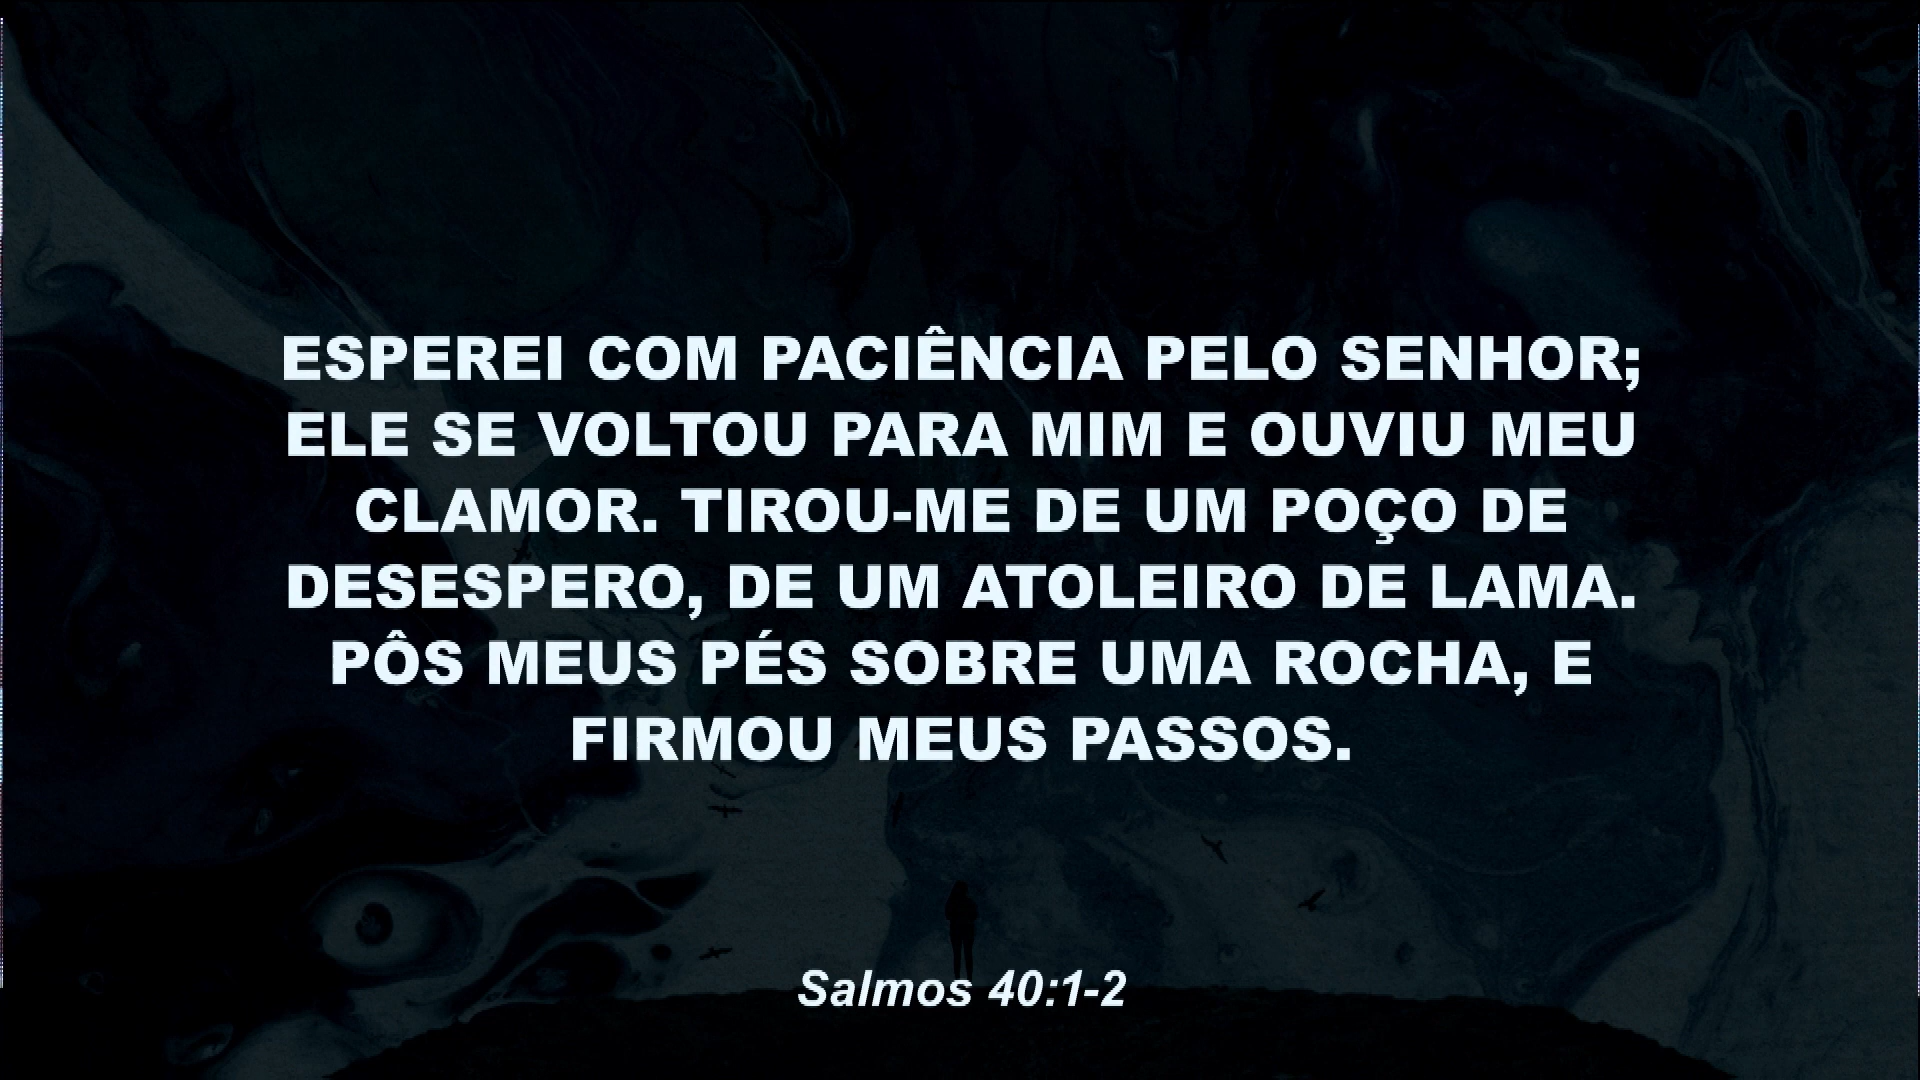 ESPEREI COM PACIÊNCIA PELO SENHOR;
ELE SE VOLTOU PARA MIM E OUVIU MEU
CLAMOR. TIROU-ME DE UM POÇO DE
DESESPERO, DE UM ATOLEIRO DE LAMA.
PÔS MEUS PÉS SOBRE UMA ROCHA, E
FIRMOU MEUS PASSOS.
Salmos 40:1-2